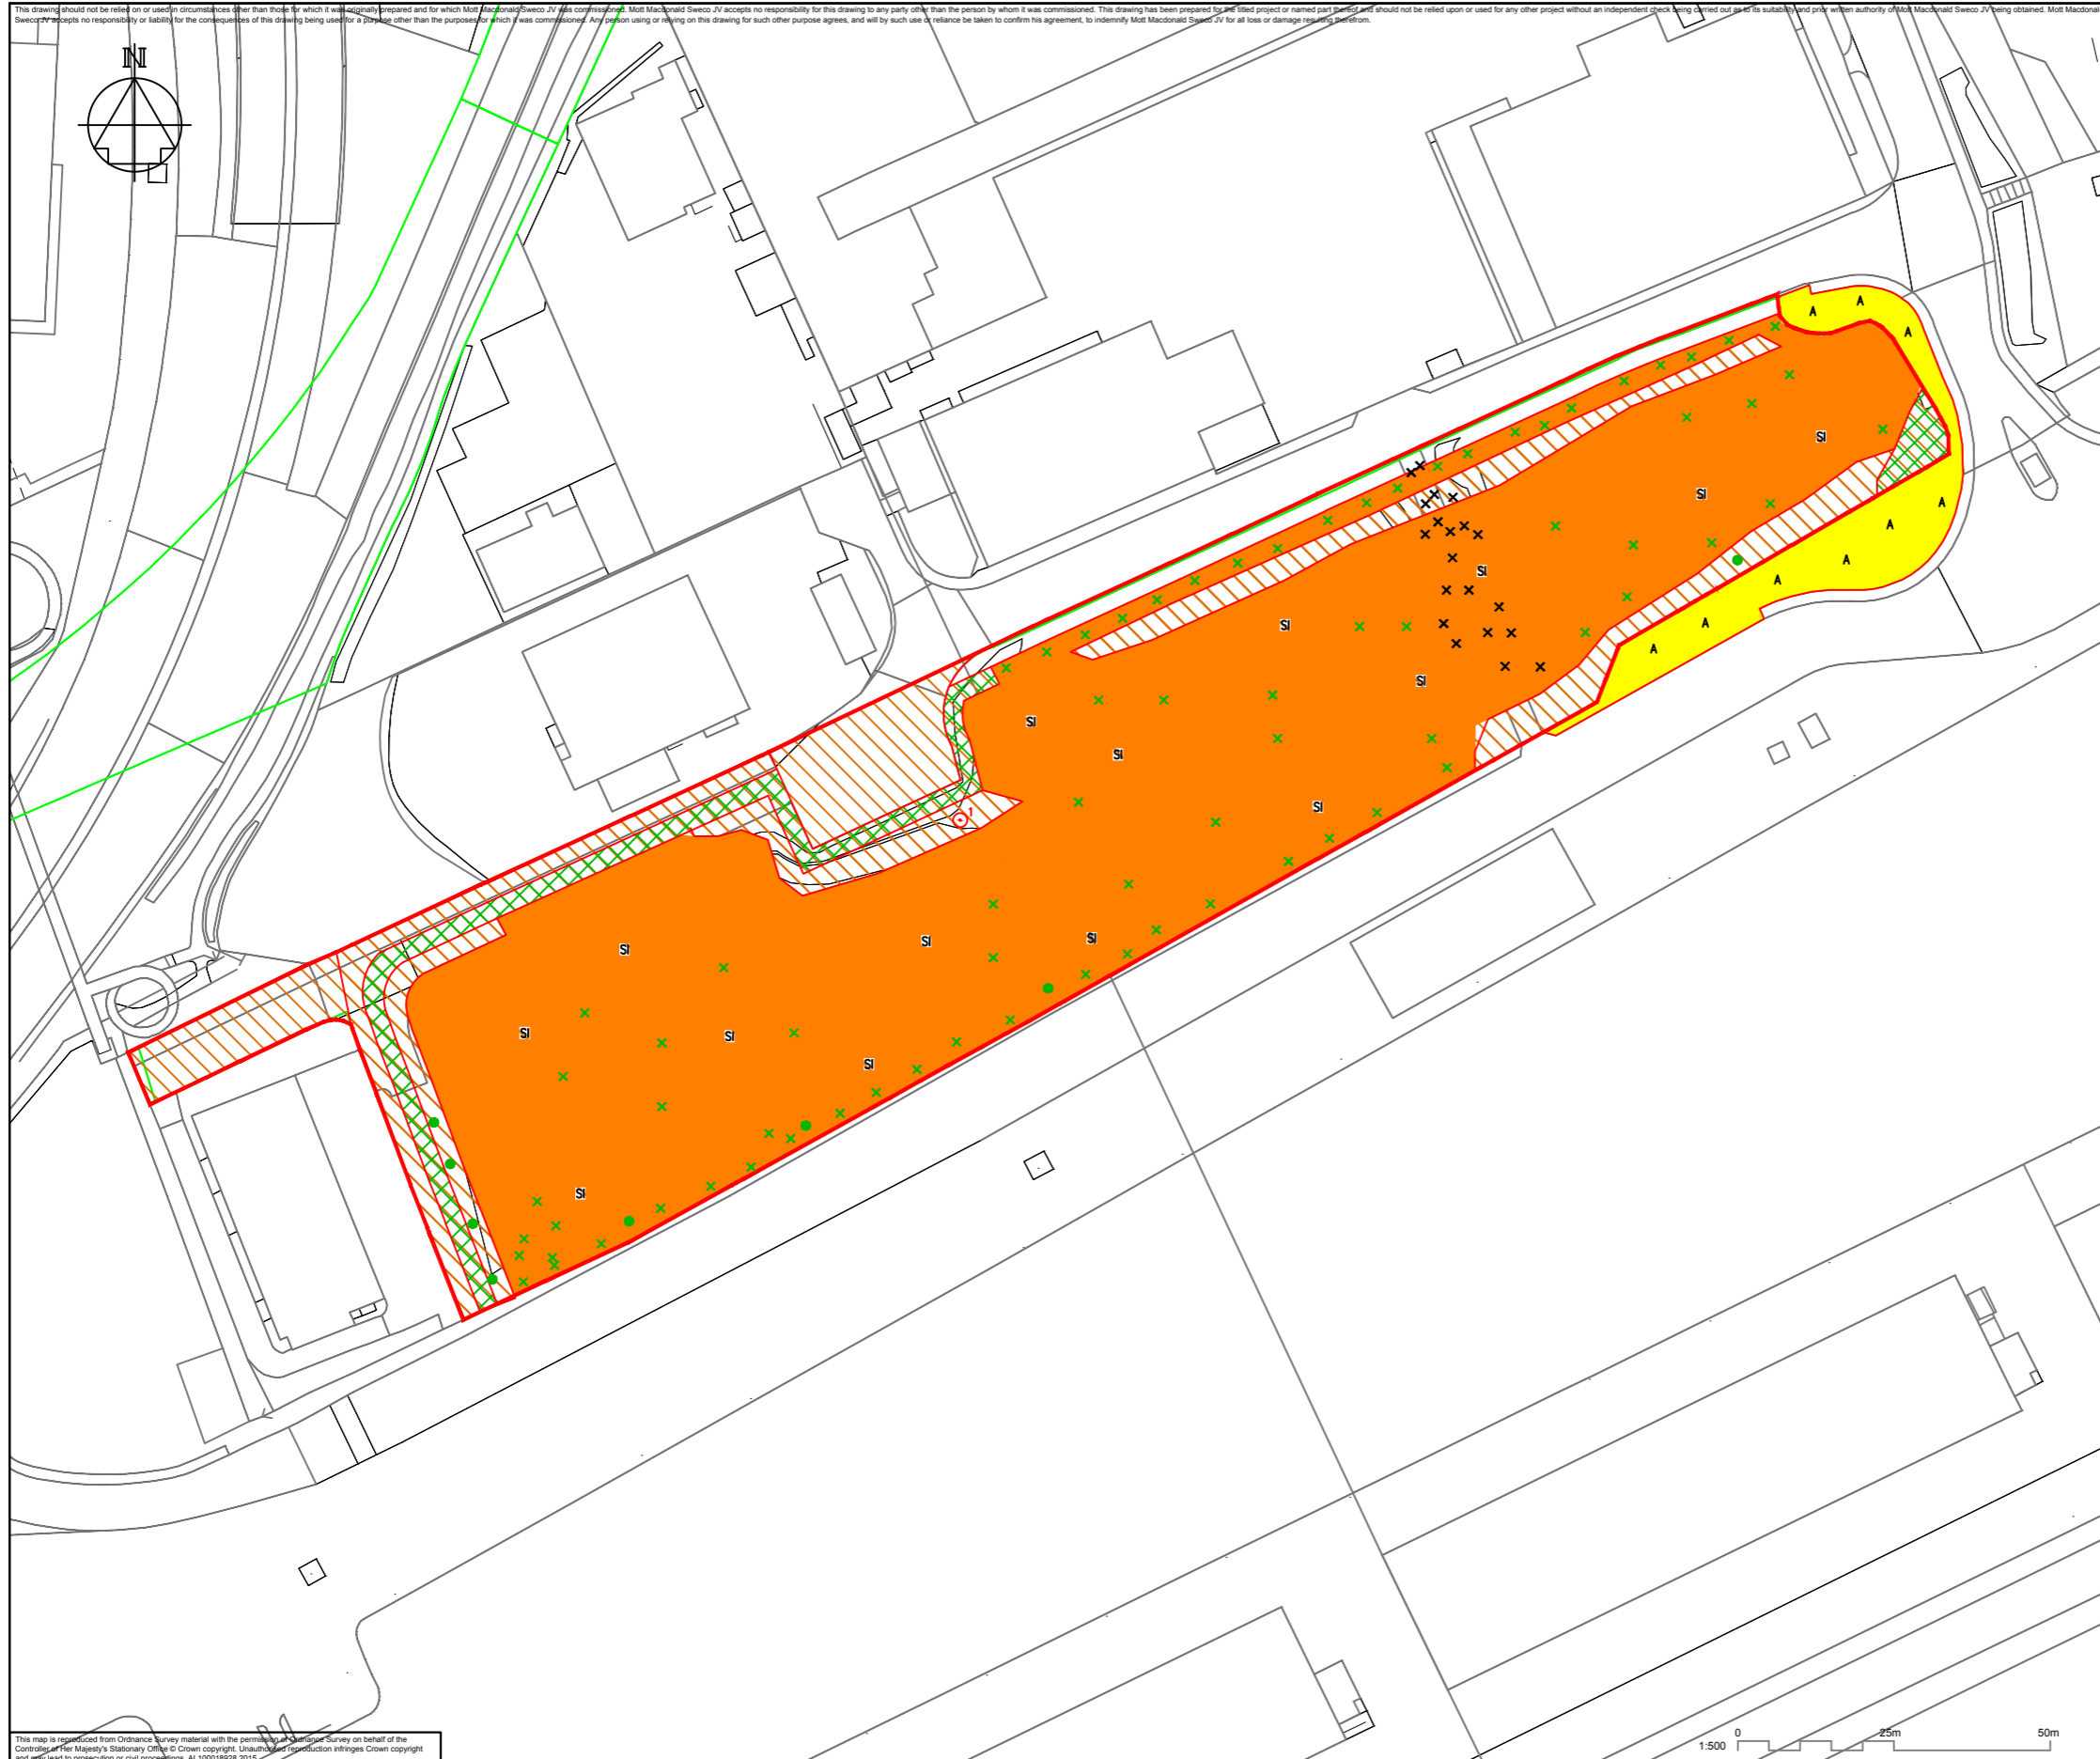 This drawing should not be relied on or used in circumstances other than those for which it was originally prepared and for which Mott Macdonald Sweco JV was commissioned. Mott Macdonald Sweco JV accepts no responsibility for this drawing to any party other than the person by whom it was commissioned. This drawing has been prepared for the titled project or named part thereof and should not be relied upon or used for any other project without an independent check being carried out as to its suitability and prior written authority of Mott Macdonald Sweco JV being obtained. Mott Macdonald
Sweco JV accepts no responsibility or liability for the consequences of this drawing being used for a purpose other than the purposes for which it was commissioned. Any person using or relying on this drawing for such other purpose agrees, and will by such use or reliance be taken to confirm his agreement, to indemnify Mott Macdonald Sweco JV for all loss or damage resulting therefrom.
N
A
A
A
SI
SI
A
A
A
SI
A
SI
A
A
SI
SI
SI
SI
1
SI
SI
SI
SI
SI
SI
SI
This map is reproduced from Ordnance Survey material with the permission of Ordnance Survey on behalf of the
Controller of Her Majesty's Stationary Office © Crown copyright. Unauthorised reproduction infringes Crown copyright
and may lead to prosecution or civil proceedings. AL100018928 2015
0 25m 50m
1:500